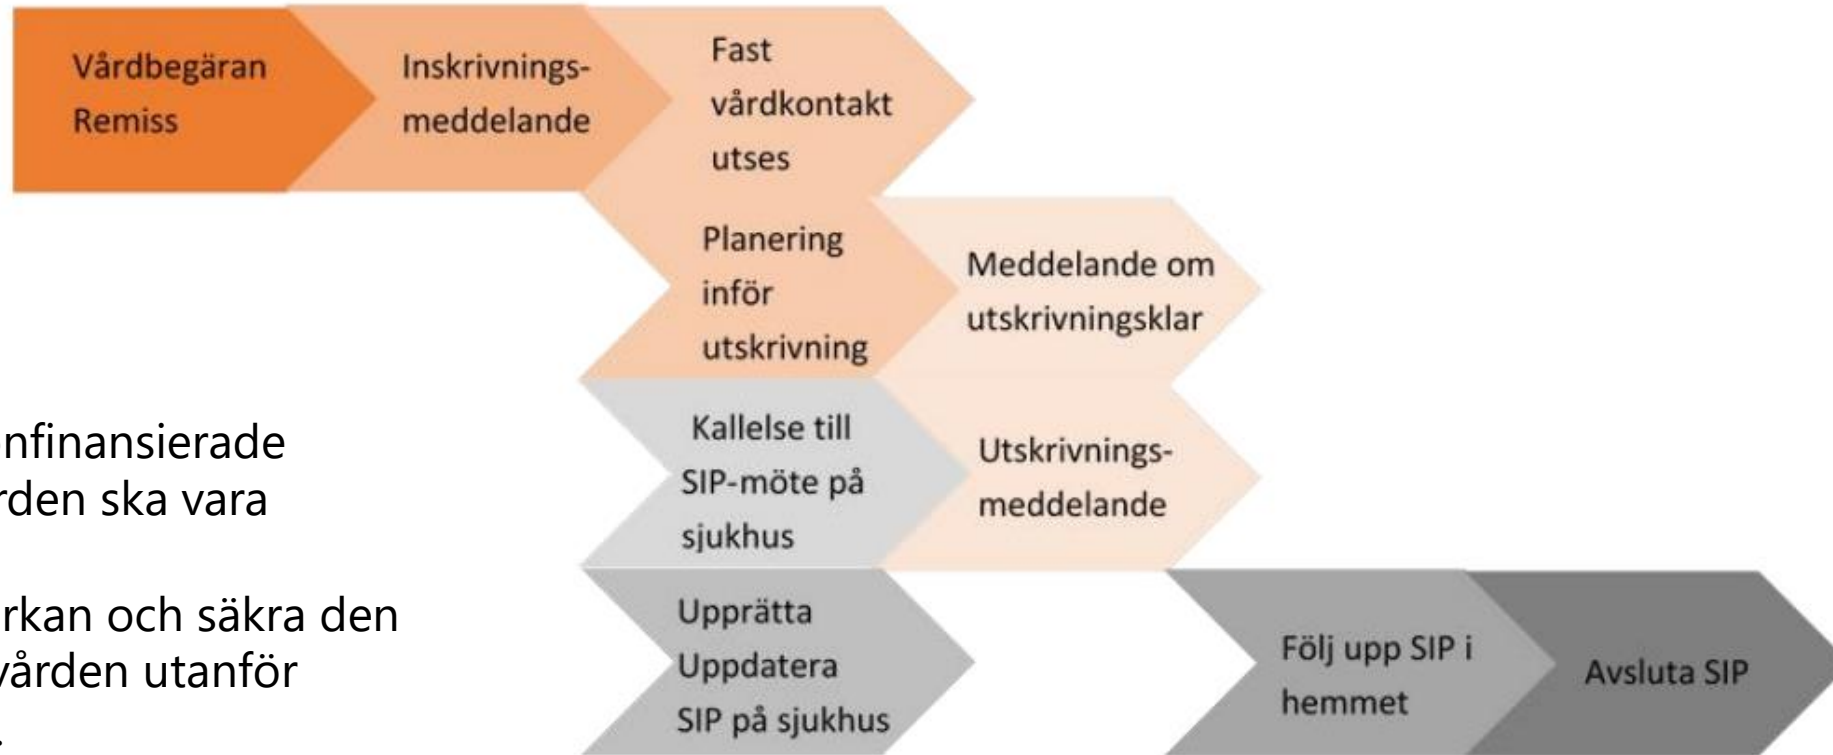 Vårdbegäran
Remiss
Inskrivnings-
meddelande
Fast
vårdkontakt
utses
Planering
inför
utskrivning
Meddelande om
utskrivningsklar
Kallelse till
SIP-möte på
sjukhus
Utskrivnings-
meddelande
Upprätta
Uppdatera
SIP på sjukhus
Följ upp SIP i
hemmet
Avsluta SIP
nfinansierade
rden ska vara
rkan och säkra den
vården utanför
.